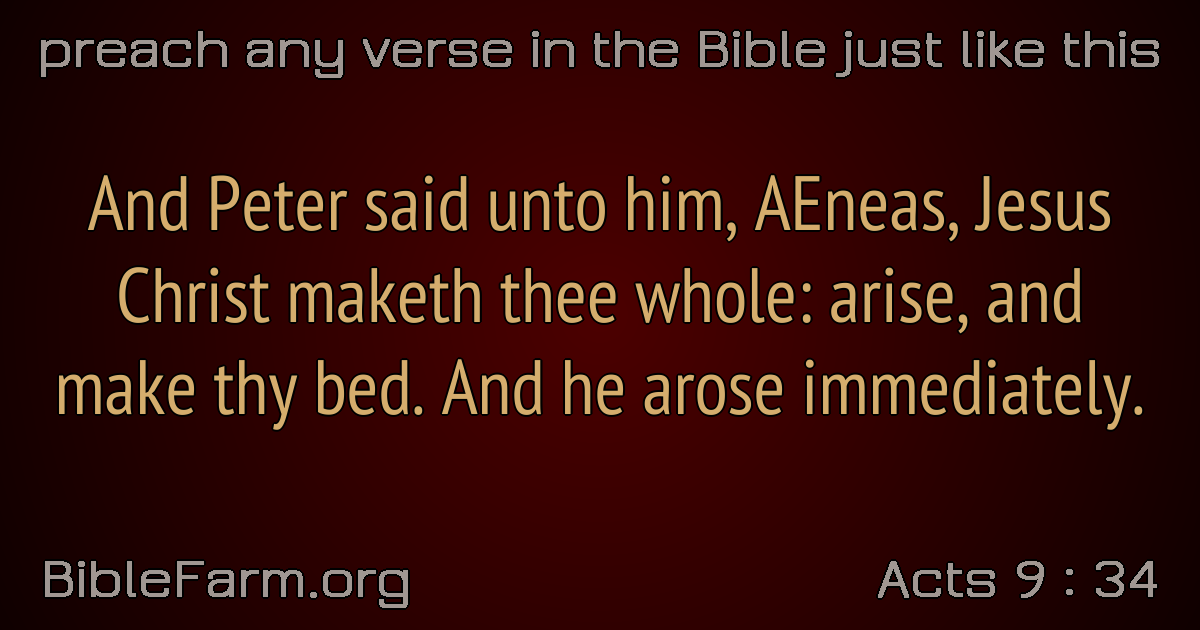 preach any verse in the Bible just like this
And Peter said unto him, AEneas, Jesus
Christ maketh thee whole: arise, and
make thy bed. And he arose immediately.
BibleFarm.org
Acts 9 : 34